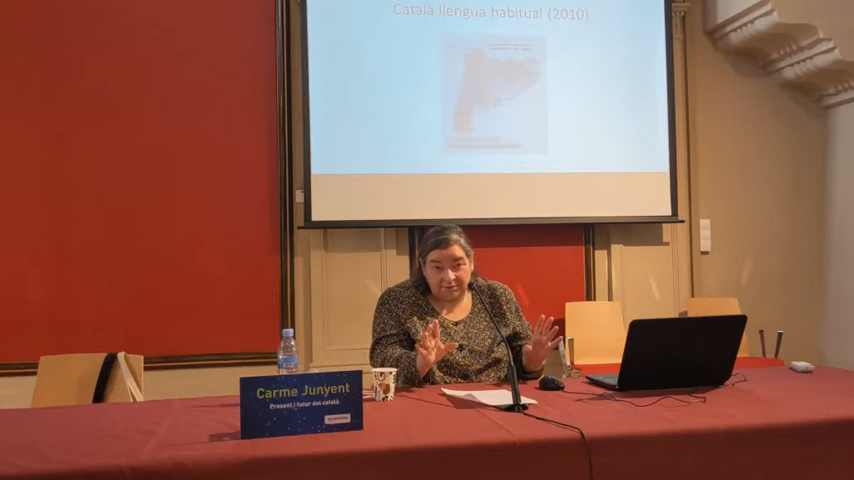 Català llengua habitual (2010)
Carme Junyent
Present i futur del català